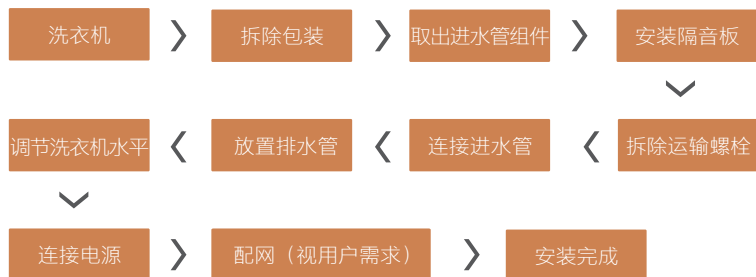 洗衣机
拆除包装
取出进水管组件
安装隔音板
拆除运输螺栓
连接进水管
放置排水管
调节洗衣机水平
连接电源
配网（视用户需求）
安装完成